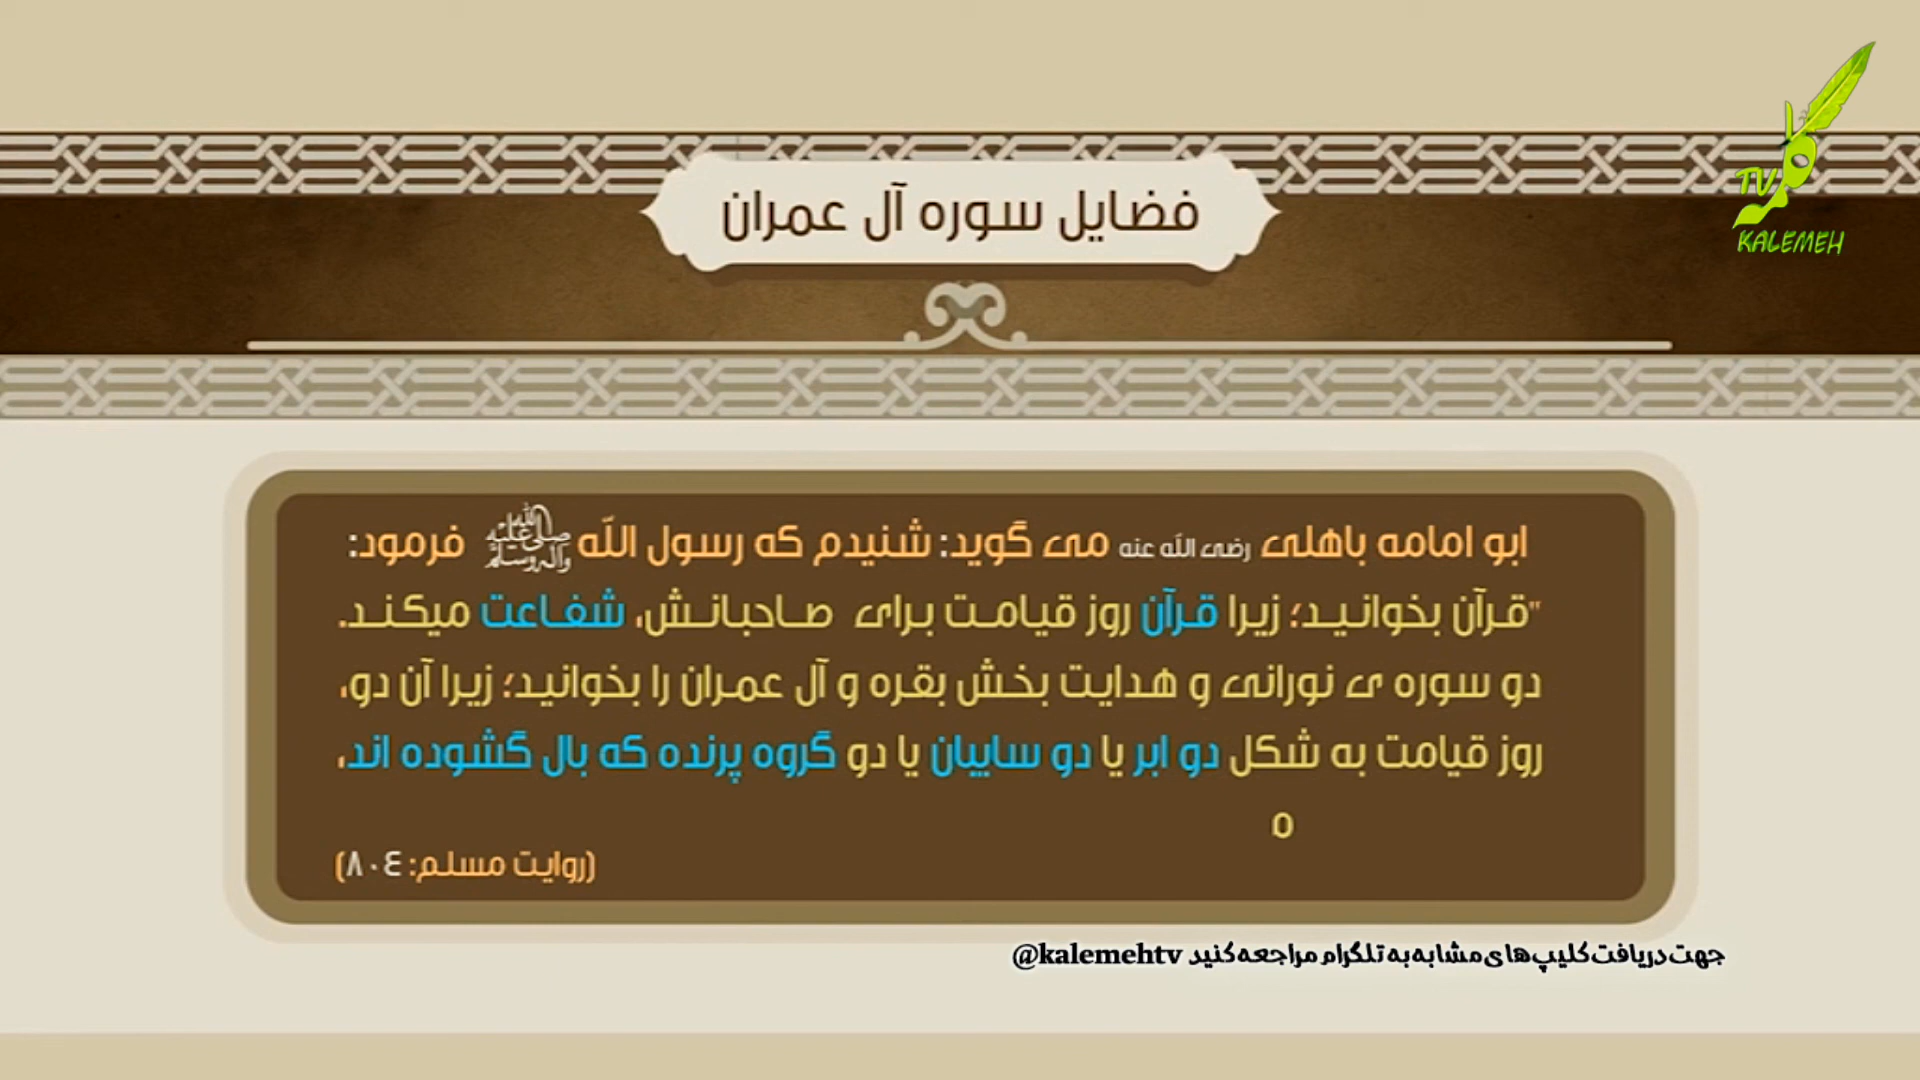 TV
KALEMEH
فضایل سوره آل عمران
ابو امامه باهلی رضی الله عنه می گوید: شنیدم که رسول الله صلی الله علیه وآله وسلم فرمود:
"قرآن بخوانید؛ زیرا قرآن روز قیامت برای صاحبانش، شفاعت میکند.
دو سوره ی نورانی و هدایت بخش بقره و آل عمران را بخوانید؛ زیرا آن دو،
روز قیامت به شکل دو ابر یا دو سایبان یا دو گروه پرنده که بال گشوده اند،
ه
(روایت مسلم: ٨٠٤)
جهت دریافت کلیپ های مشابه به تلگرام مراجعه کنید @kalemehtv